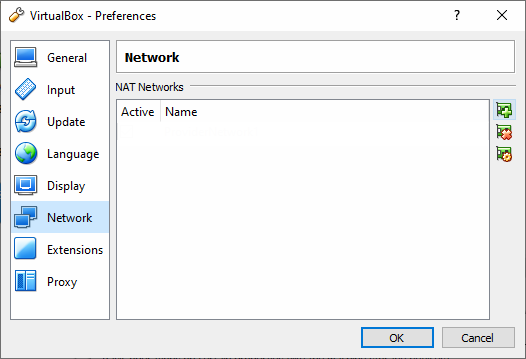 VirtualBox - Preferences
?
General
Input
Update
Language
Display
Network
Extensions
Proxy
Network
NAT Networks
Active Name
OK Cancel